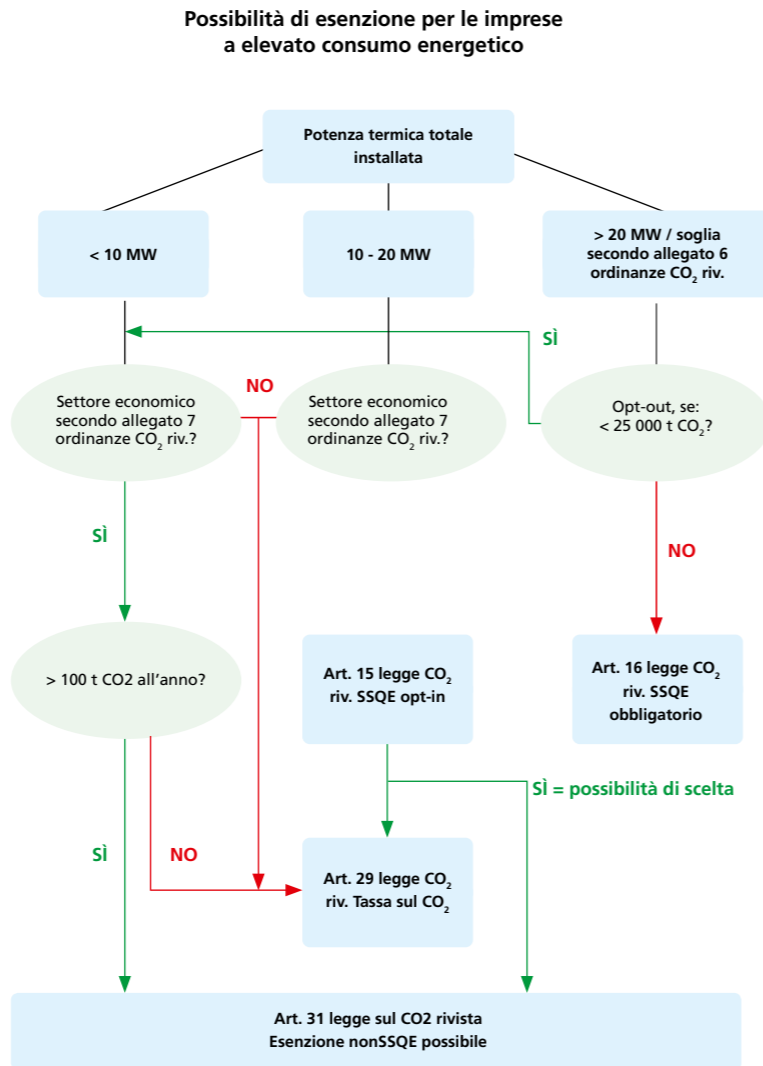 Possibilità di esenzione per le imprese
a elevato consumo energetico
Potenza termica totale
installata
< 10 MW
10 - 20 MW
> 20 MW / soglia
secondo allegato 6
ordinanze CO₂ riv.
SÌ
Settore economico
secondo allegato 7
ordinanze CO₂ riv.?
NO
Settore economico
secondo allegato 7
ordinanze CO₂ riv.?
Opt-out, se:
< 25 000 t CO₂?
SÌ
NO
> 100 t CO2 all'anno?
Art. 15 legge CO₂
riv. SSQE opt-in
Art. 16 legge CO₂
riv. SSQE
obbligatorio
SÌ = possibilità di scelta
SÌ
NO
Art. 29 legge CO₂
riv. Tassa sul CO₂
Art. 31 legge sul CO2 rivista
Esenzione nonSSQE possibile